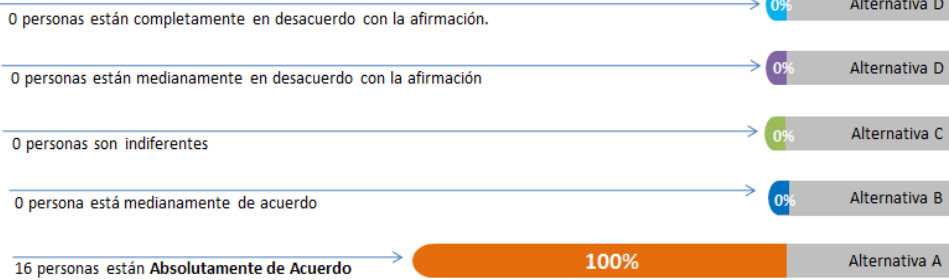 0% Alternativa D
0 personas están completamente en desacuerdo con la afirmación.
0% Alternativa D
0 personas están medianamente en desacuerdo con la afirmación
0% Alternativa C
0 personas son indiferentes
0% Alternativa B
0 persona está medianamente de acuerdo
100% Alternativa A
16 personas están Absolutamente de Acuerdo